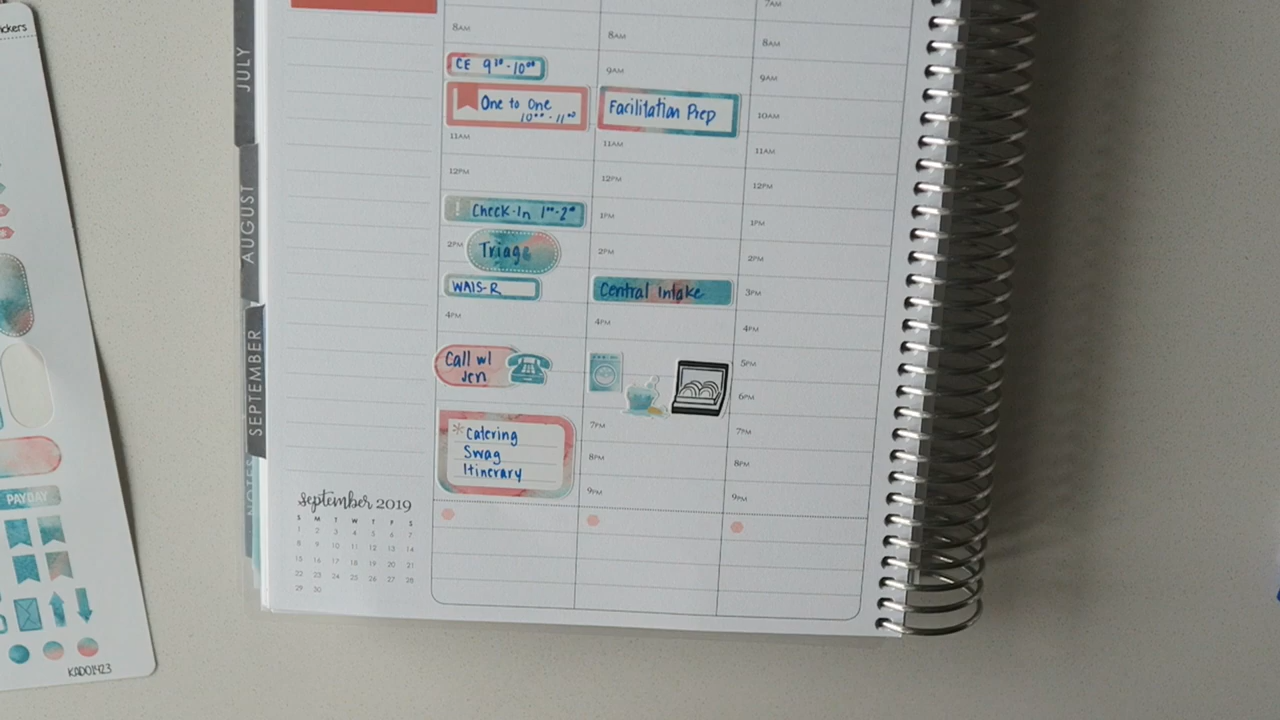 ckers
JULY
AUGUST
SEPTEMBER
NOTES
8AM
CE 9³⁰-10⁰⁰
One to One
10⁰⁰-11⁰⁰
11AM
12PM
Check-In 1⁰⁰-2⁰⁰
2PM
Triage
WAIS-R
4PM
Call w/
Jen
*Catering
Swag
Itinerary
8AM
9AM
Facilitation Prep
11AM
12PM
1PM
2PM
Central Intake
4PM
7PM
8PM
9PM
7AM
8AM
9AM
10AM
11AM
12PM
1PM
2PM
3PM
4PM
5PM
6PM
7PM
8PM
9PM
september 2019
S M T W T F S
1 2 3 4 5 6 7
8 9 10 11 12 13 14
15 16 17 18 19 20 21
22 23 24 25 26 27 28
29 30
PAYDAY